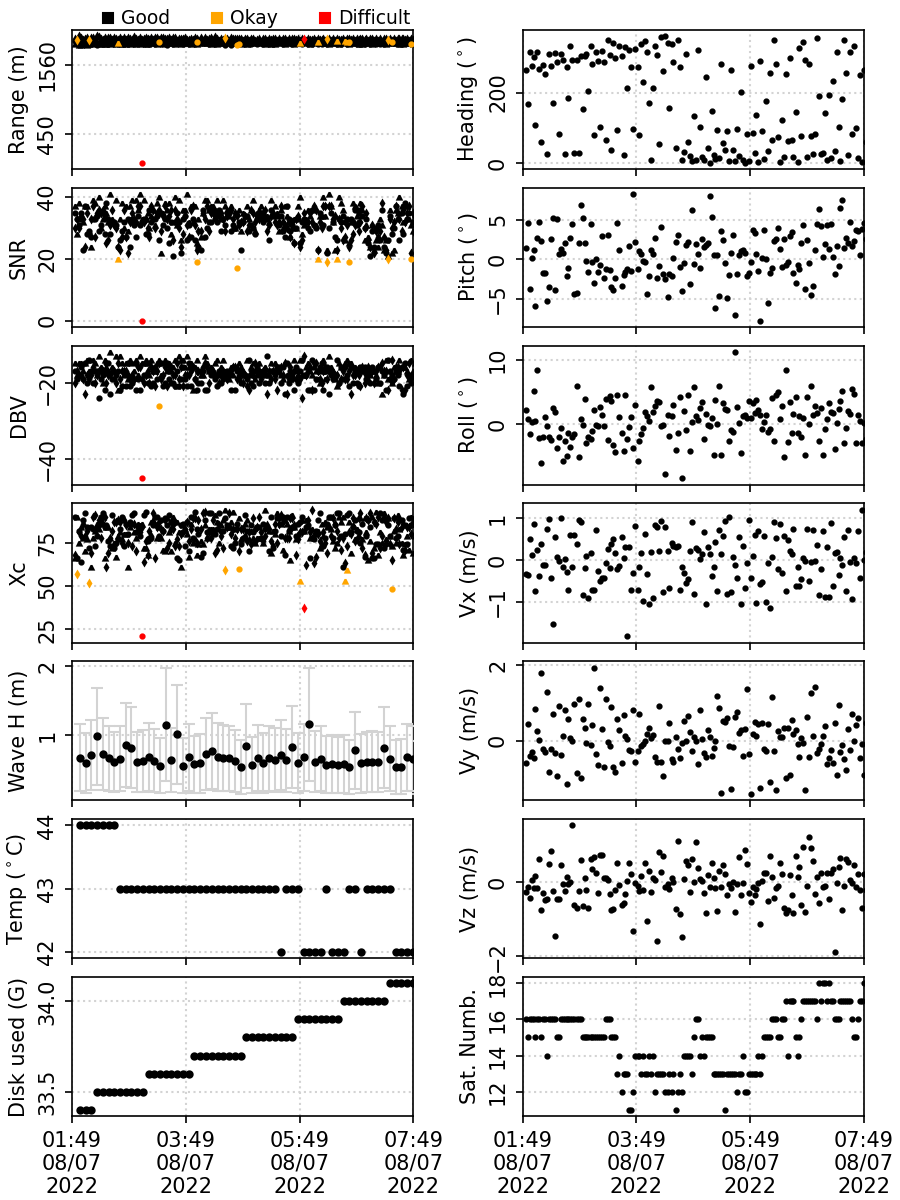 Good Okay Difficult
Range (m)
1560
450
Heading (°)
200
0
SNR
40
20
0
Pitch (°)
5
0
−5
DBV
−20
−40
Roll (°)
10
0
Xc
75
50
25
Vx (m/s)
1
0
−1
Wave H (m)
2
1
Vy (m/s)
2
0
Temp (°C)
44
43
42
Vz (m/s)
0
−2
Disk used (G)
34.0
33.5
Sat. Numb.
18
16
14
12
01:49 03:49 05:49 07:49 01:49 03:49 05:49 07:49
08/07 08/07 08/07 08/07 08/07 08/07 08/07 08/07
2022 2022 2022 2022 2022 2022 2022 2022